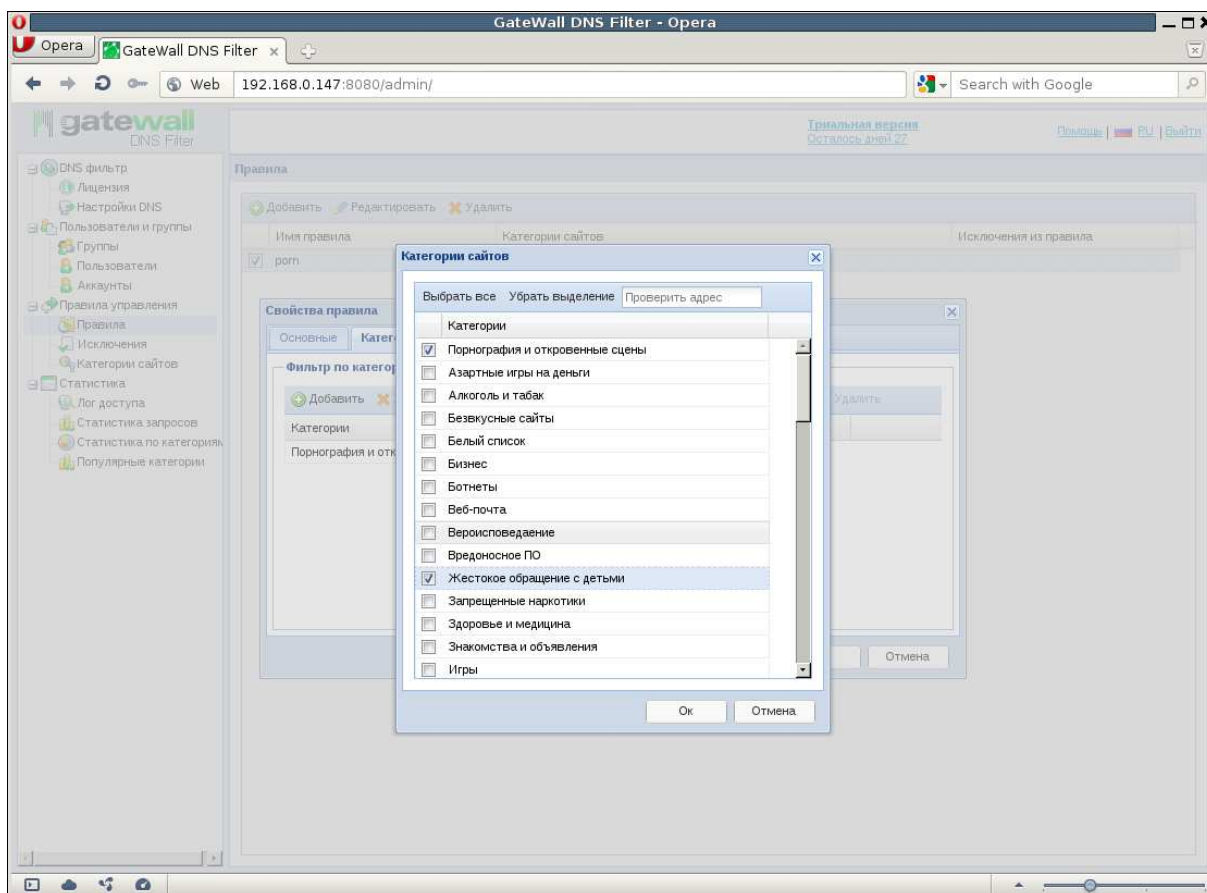 GateWall DNS Filter - Opera
Opera
GateWall DNS Filter
Web
192.168.0.147:8080/admin/
Search with Google
gatewall
DNS Filter
Триальная версия
Осталось дней 27
Помощь | RU | Выйти
DNS фильтр
Лицензия
Настройки DNS
Пользователи и группы
Группы
Пользователи
Аккаунты
Правила управления
Правила
Исключения
Категории сайтов
Статистика
Лог доступа
Статистика запросов
Статистика по категориям
Популярные категории
Правила
Добавить Редактировать Удалить
Имя правила Категории сайтов Исключения из правила
porn
Свойства правила
Основные Катег
Фильтр по категор
Добавить Удалить
Категории
Порнография и отк
Отмена
Категории сайтов
Выбрать все Убрать выделение Проверить адрес
Категории
Порнография и откровенные сцены
Азартные игры на деньги
Алкоголь и табак
Безвкусные сайты
Белый список
Бизнес
Ботнеты
Веб-почта
Вероисповедаение
Вредоносное ПО
Жестокое обращение с детьми
Запрещенные наркотики
Здоровье и медицина
Знакомства и объявления
Игры
Ок Отмена